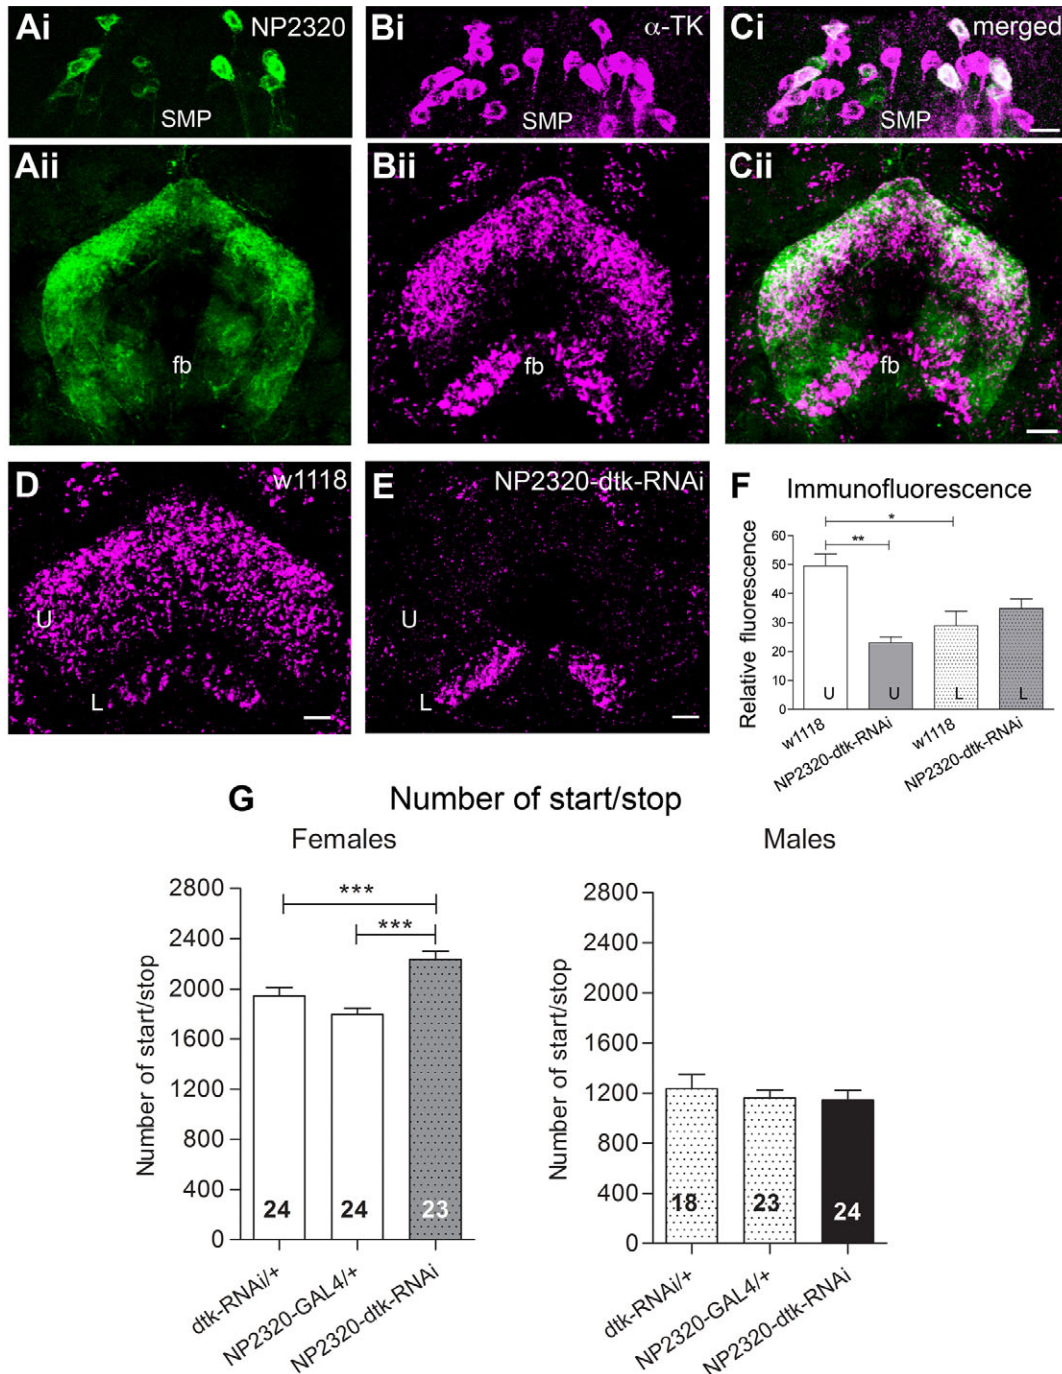 Ai NP2320
SMP
Bi α-TK
SMP
Ci merged
SMP
Aii
fb
Bii
fb
Cii
fb
D w1118
U
L
E NP2320-dtk-RNAi
U
L
F Immunofluorescence
Relative fluorescence
60
50
40
30
20
10
0
*
**
U U L L
w1118
NP2320-dtk-RNAi
w1118
NP2320-dtk-RNAi
G Number of start/stop
Females
Number of start/stop
2800
2400
2000
1600
1200
800
400
0
***
***
24 24 23
dtk-RNAi/+
NP2320-GAL4/+
NP2320-dtk-RNAi
Males
Number of start/stop
2800
2400
2000
1600
1200
800
400
0
18 23 24
dtk-RNAi/+
NP2320-GAL4/+
NP2320-dtk-RNAi